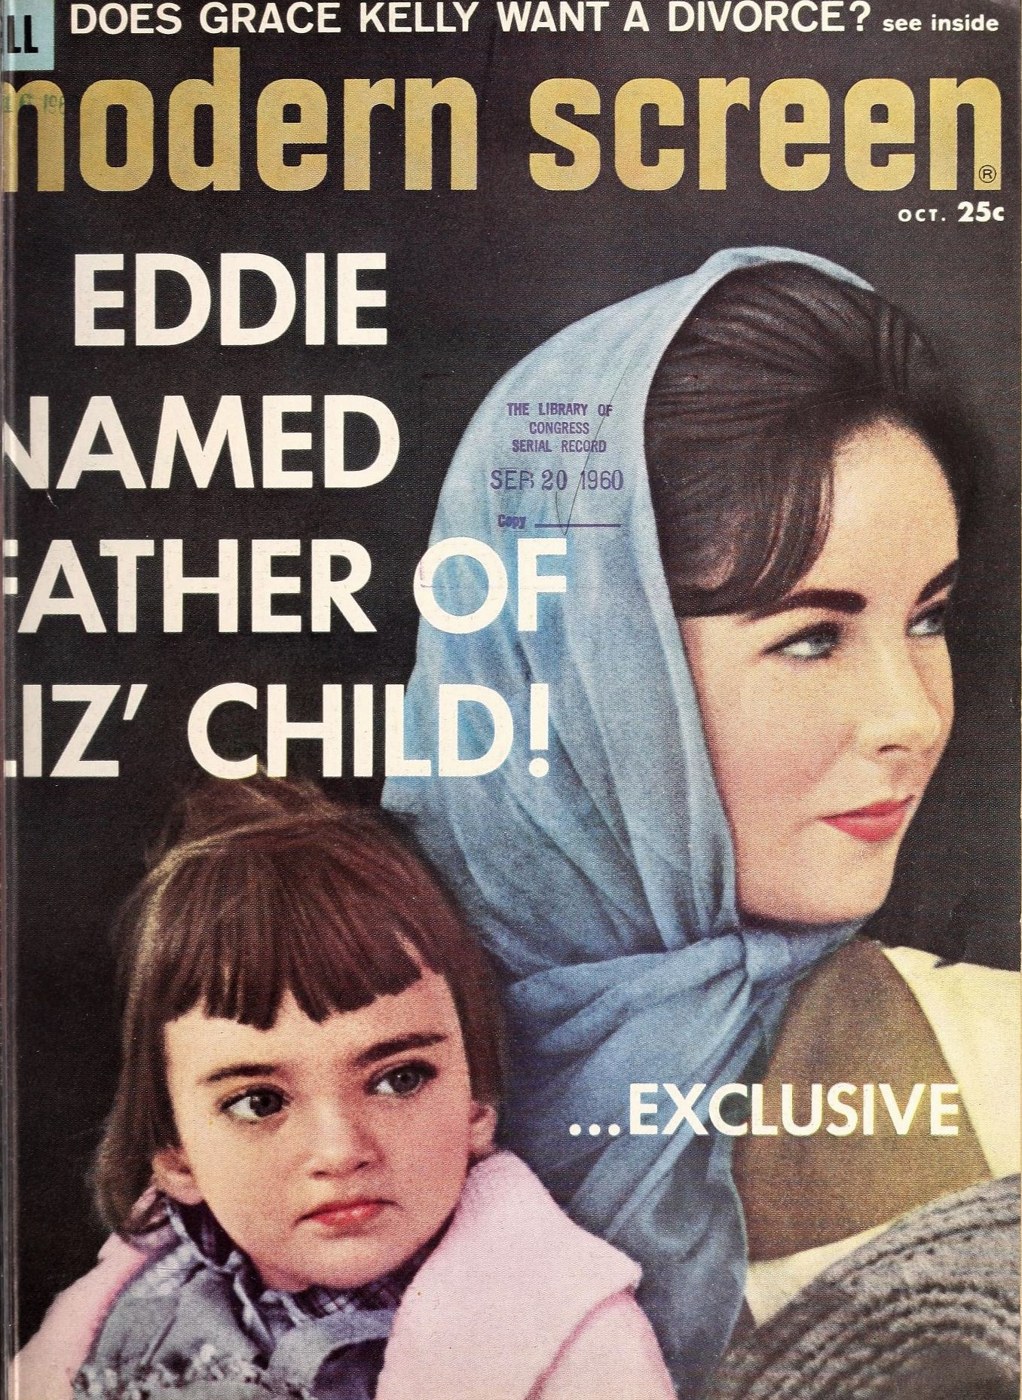 DOES GRACE KELLY WANT A DIVORCE? see inside
LL
modern screen®
OCT. 25c
EDDIE
NAMED
FATHER OF
LIZ' CHILD!
THE LIBRARY OF
CONGRESS
SERIAL RECORD
SEP 20 1960
Copy
...EXCLUSIVE